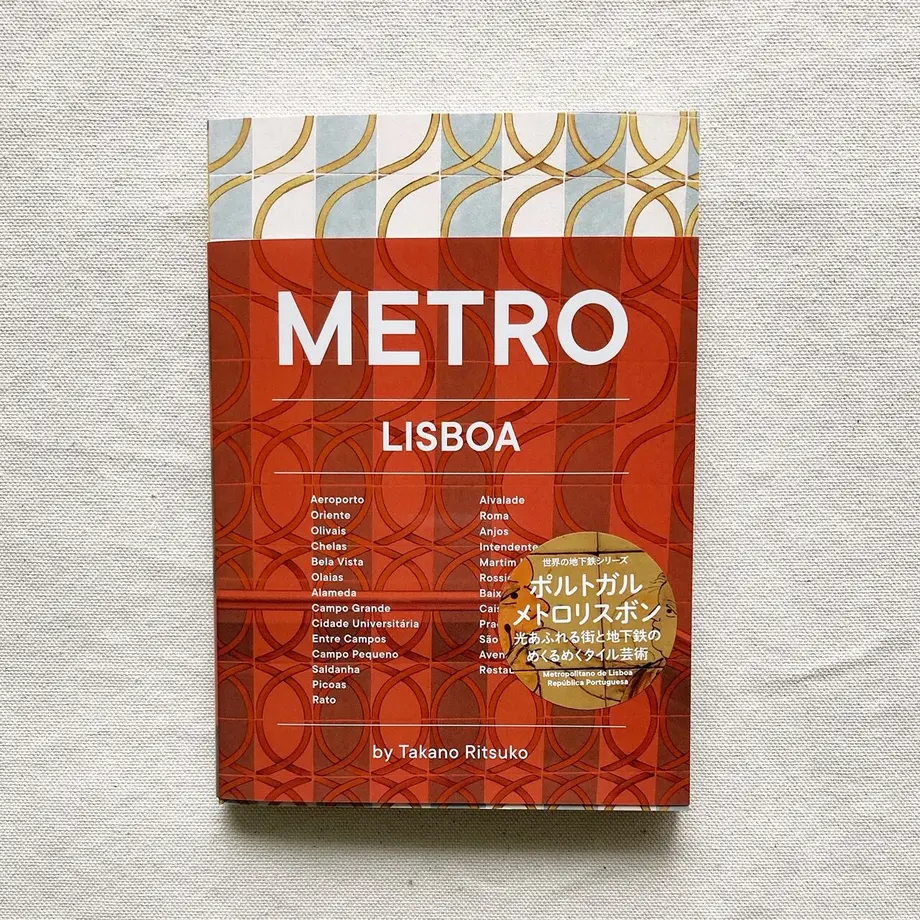 METRO
LISBOA
Aeroporto
Oriente
Olivais
Chelas
Bela Vista
Olaias
Alameda
Campo Grande
Cidade Universitária
Entre Campos
Campo Pequeno
Saldanha
Picoas
Rato
Alvalade
Roma
Anjos
Intendente
Martim
São
世界の地下鉄シリーズ
ポルトガル
メトロリスボン
光あふれる街と地下鉄の
めくるめくタイル芸術
Metropolitano de Lisboa
República Portuguesa
by Takano Ritsuko